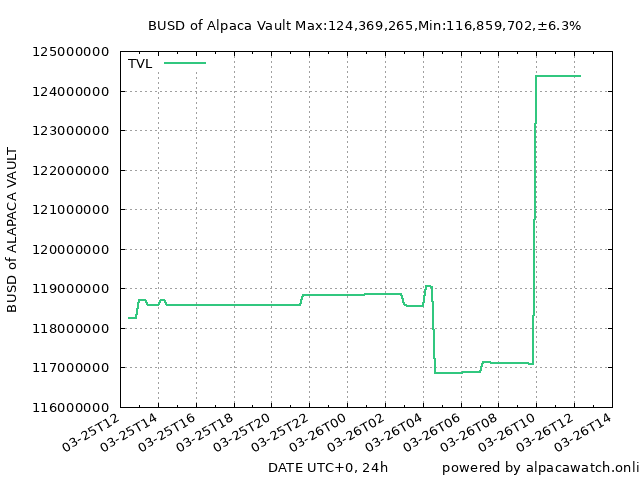 BUSD of Alpaca Vault Max:124,369,265,Min:116,859,702,±6.3%
TVL
125000000
124000000
123000000
122000000
121000000
120000000
119000000
118000000
117000000
116000000
BUSD of ALAPACA VAULT
03-25T12
03-25T14
03-25T16
03-25T18
03-25T20
03-25T22
03-26T00
03-26T02
03-26T04
03-26T06
03-26T08
03-26T10
03-26T12
03-26T14
DATE UTC+0, 24h
powered by alpacawatch.onli